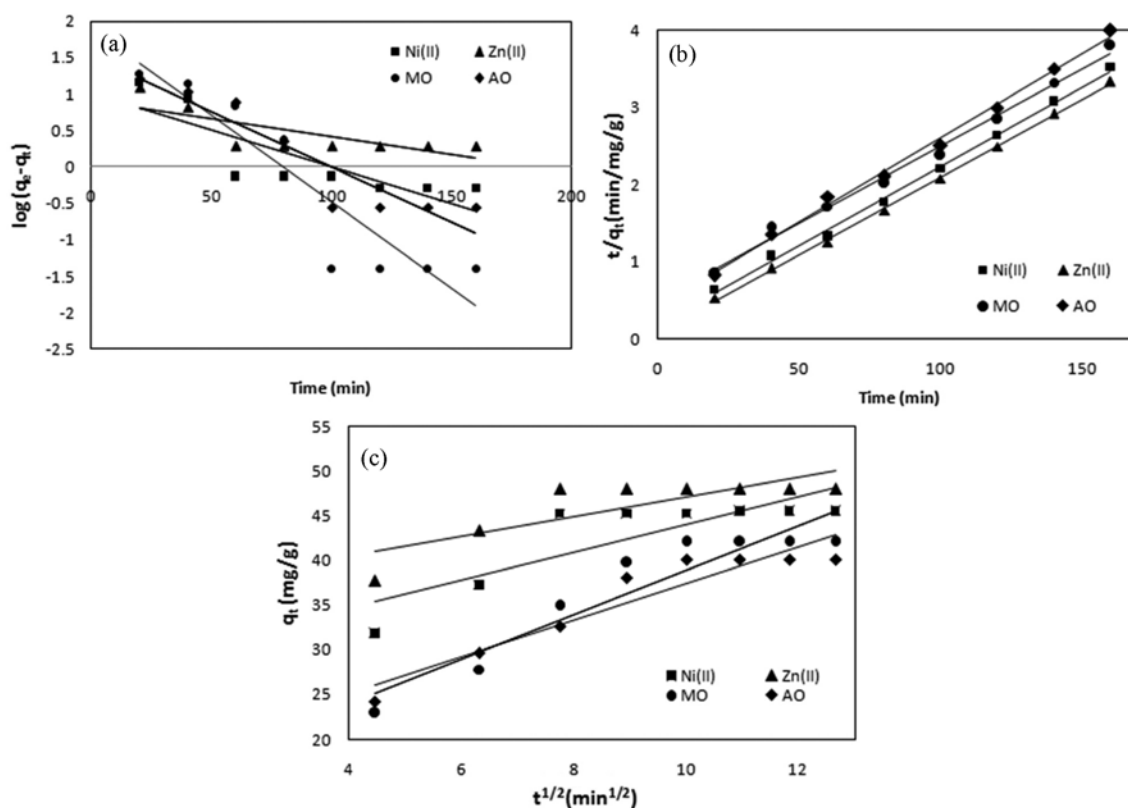 (a)
Ni(II) Zn(II)
MO AO
2
1.5
1
0.5
0
-0.5
-1
-1.5
-2
-2.5
0 50 100 150 200
log (qe-qt)
Time (min)
(b)
4
3
2
1
0
0 50 100 150
t/qt(min/mg/g)
Ni(II) Zn(II)
MO AO
Time (min)
(c)
55
50
45
40
35
30
25
20
4 6 8 10 12
qt (mg/g)
Ni(II) Zn(II)
MO AO
t1/2(min1/2)